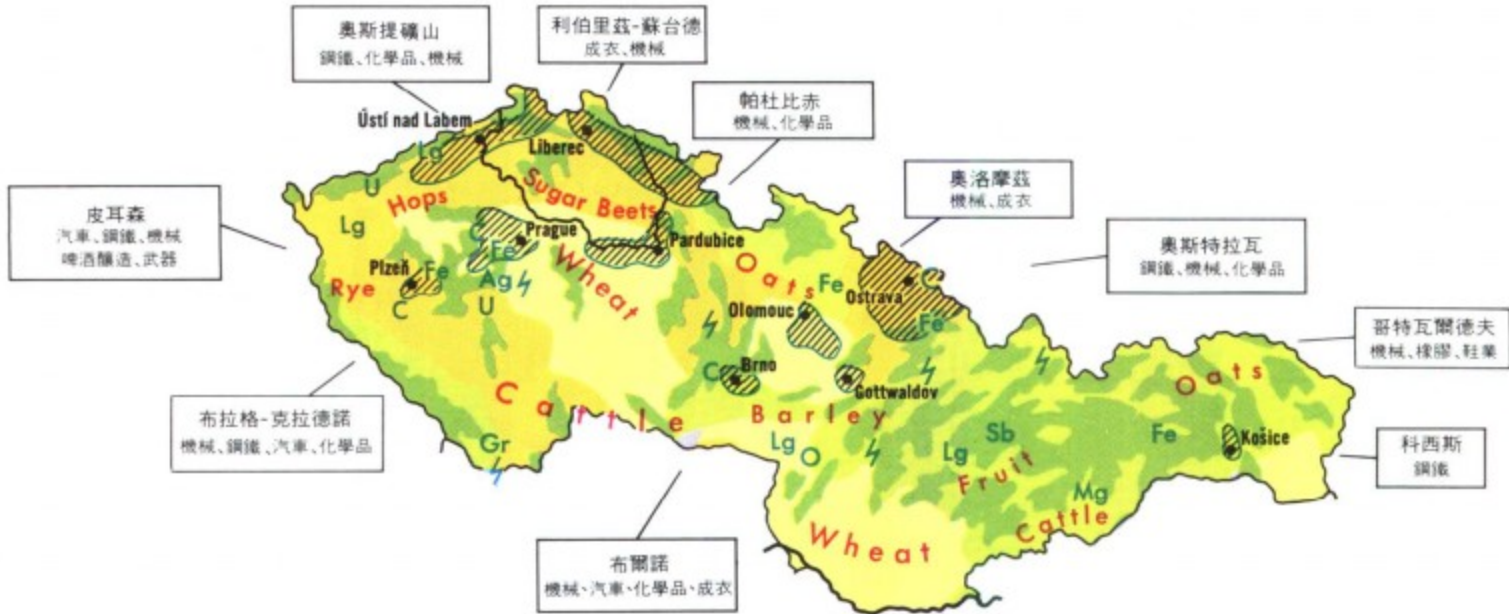 奧斯提礦山
鋼鐵、化學品、機械
利伯里茲-蘇台德
成衣、機械
帕杜比赤
機械、化學品
奧洛摩茲
機械、成衣
奧斯特拉瓦
鋼鐵、機械、化學品
哥特瓦爾德夫
機械、橡膠、鞋業
科西斯
鋼鐵
皮耳森
汽車、鋼鐵、機械
啤酒釀造、武器
布拉格-克拉德諾
機械、鋼鐵、汽車、化學品
布爾諾
機械、汽車、化學品、成衣
Ústí nad Labem
Liberec
Lg
U
Hops
Sugar Beets
Lg
C
Prague
Fe
Pardubice
Wheat
Plzeň
Fe
Ag
Rye
C
U
Oats
Fe
Ostrava
C
Olomouc
Fe
C
Brno
Gottwaldov
Cattle
Barley
Oats
Gr
Lg
O
Lg
Sb
Fe
Košice
Fruit
Mg
Wheat
Cattle